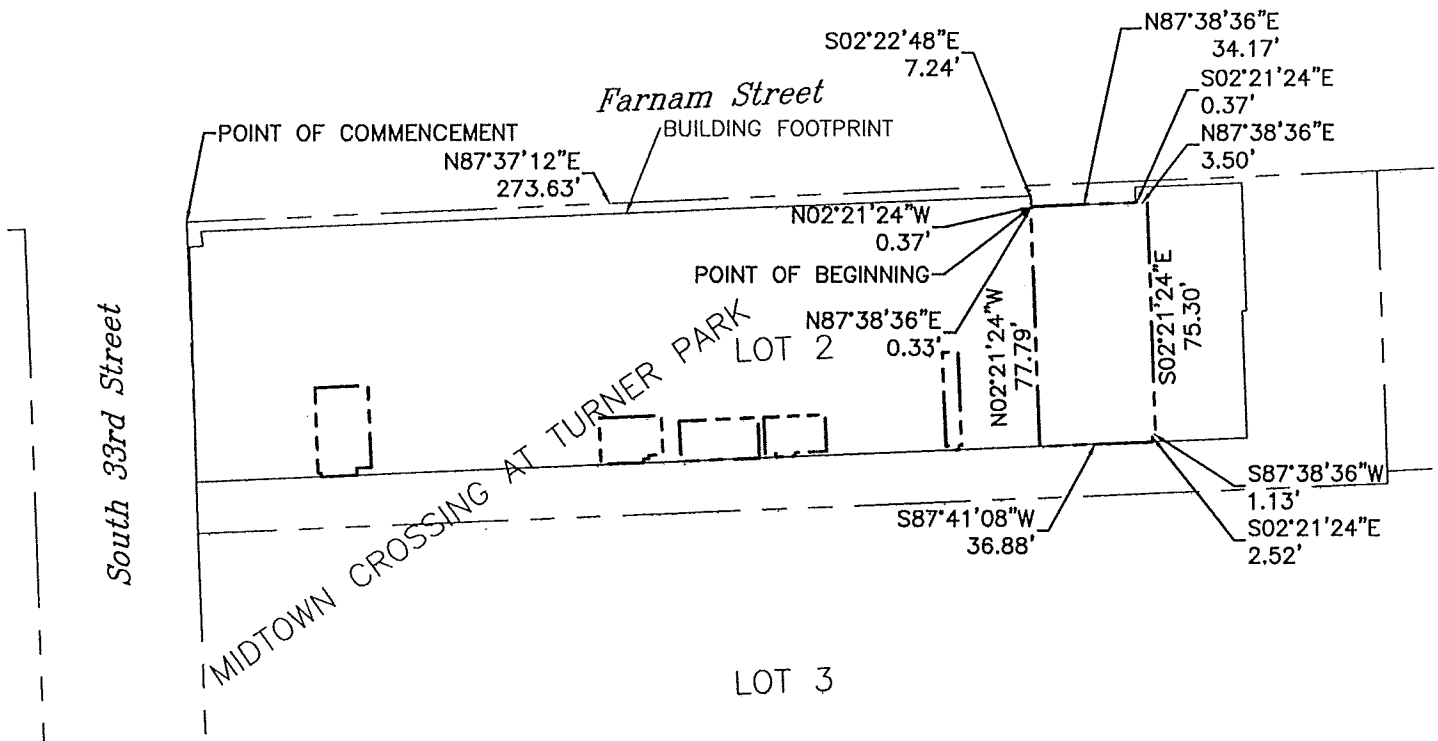 N87°38'36"E
34.17'
S02°22'48"E
7.24'
S02°21'24"E
0.37'
Farnam Street
POINT OF COMMENCEMENT
BUILDING FOOTPRINT
N87°38'36"E
3.50'
N87°37'12"E
273.63'
N02°21'24"W
0.37'
POINT OF BEGINNING
N87°38'36"E
0.33'
LOT 2
N02°21'24"W
77.79'
S02°21'24"E
75.30'
South 33rd Street
MIDTOWN CROSSING AT TURNER PARK
S87°38'36"W
1.13'
S87°41'08"W
36.88'
S02°21'24"E
2.52'
LOT 3